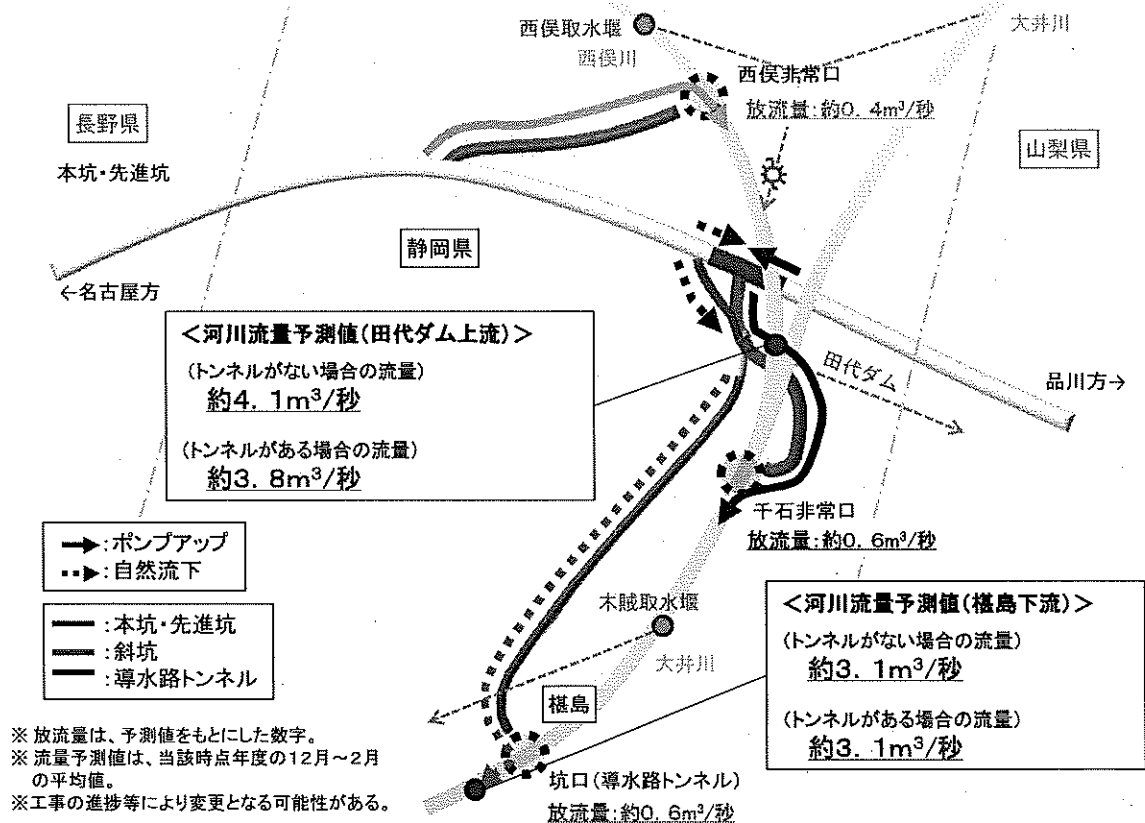 西俣取水堰
西俣川
大井川
西俣非常口
放流量：約0．4m³/秒
長野県
本坑・先進坑
山梨県
静岡県
←名古屋方
<河川流量予測値(田代ダム上流)>
(トンネルがない場合の流量)
約4．1m³/秒
(トンネルがある場合の流量)
約3．8m³/秒
田代ダム
品川方→
千石非常口
放流量：約0．6m³/秒
：ポンプアップ
：自然流下
：本坑・先進坑
：斜坑
：導水路トンネル
木賊取水堰
大井川
椹島
<河川流量予測値(椹島下流)>
(トンネルがない場合の流量)
約3．1m³/秒
(トンネルがある場合の流量)
約3．1m³/秒
※ 放流量は、予測値をもとにした数字。
※ 流量予測値は、当該時点年度の12月～2月
の平均値。
※工事の進捗等により変更となる可能性がある。
坑口(導水路トンネル)
放流量：約0．6m³/秒